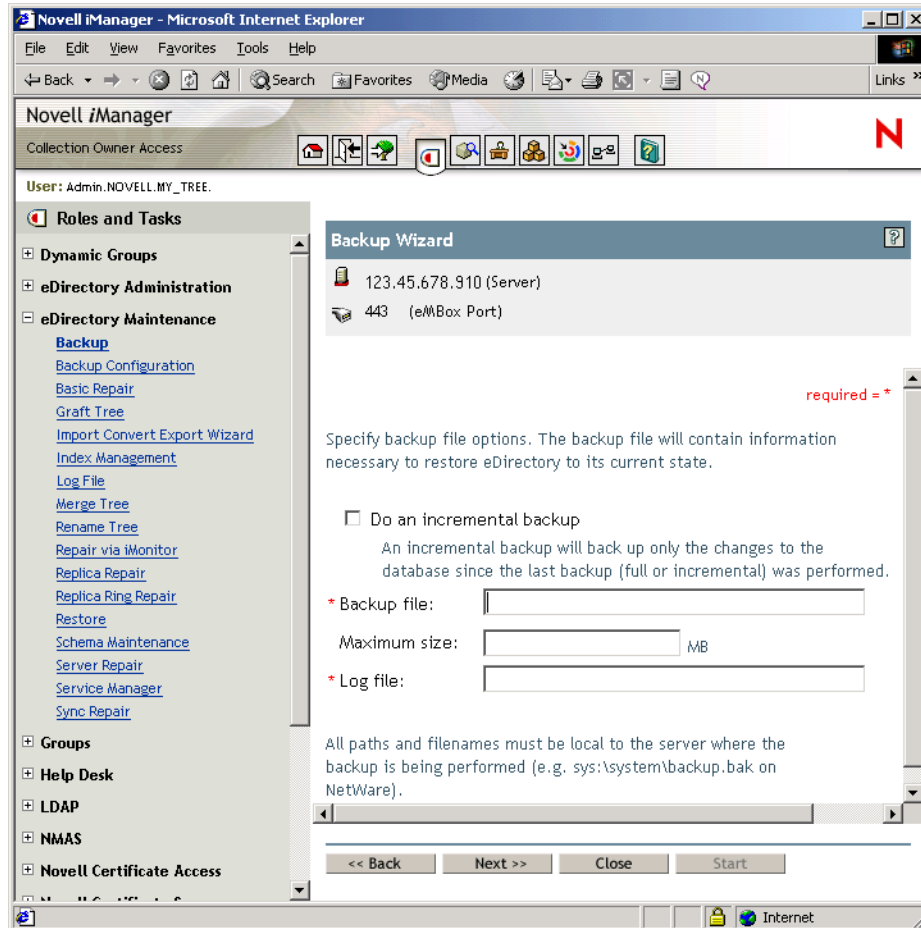 Novell iManager - Microsoft Internet Explorer
File Edit View Favorites Tools Help
Back Search Favorites Media Links »
Novell iManager
Collection Owner Access
N
User: Admin.NOVELL.MY_TREE.
Roles and Tasks
Dynamic Groups
eDirectory Administration
eDirectory Maintenance
Backup
Backup Configuration
Basic Repair
Graft Tree
Import Convert Export Wizard
Index Management
Log File
Merge Tree
Rename Tree
Repair via iMonitor
Replica Repair
Replica Ring Repair
Restore
Schema Maintenance
Server Repair
Service Manager
Sync Repair
Groups
Help Desk
LDAP
NMAS
Novell Certificate Access
Backup Wizard
?
123.45.678.910 (Server)
443 (eMBox Port)
required = *
Specify backup file options. The backup file will contain information
necessary to restore eDirectory to its current state.
Do an incremental backup
An incremental backup will back up only the changes to the
database since the last backup (full or incremental) was performed.
* Backup file:
Maximum size: MB
* Log file:
All paths and filenames must be local to the server where the
backup is being performed (e.g. sys:\system\backup.bak on
NetWare).
<< Back Next >> Close Start
Internet